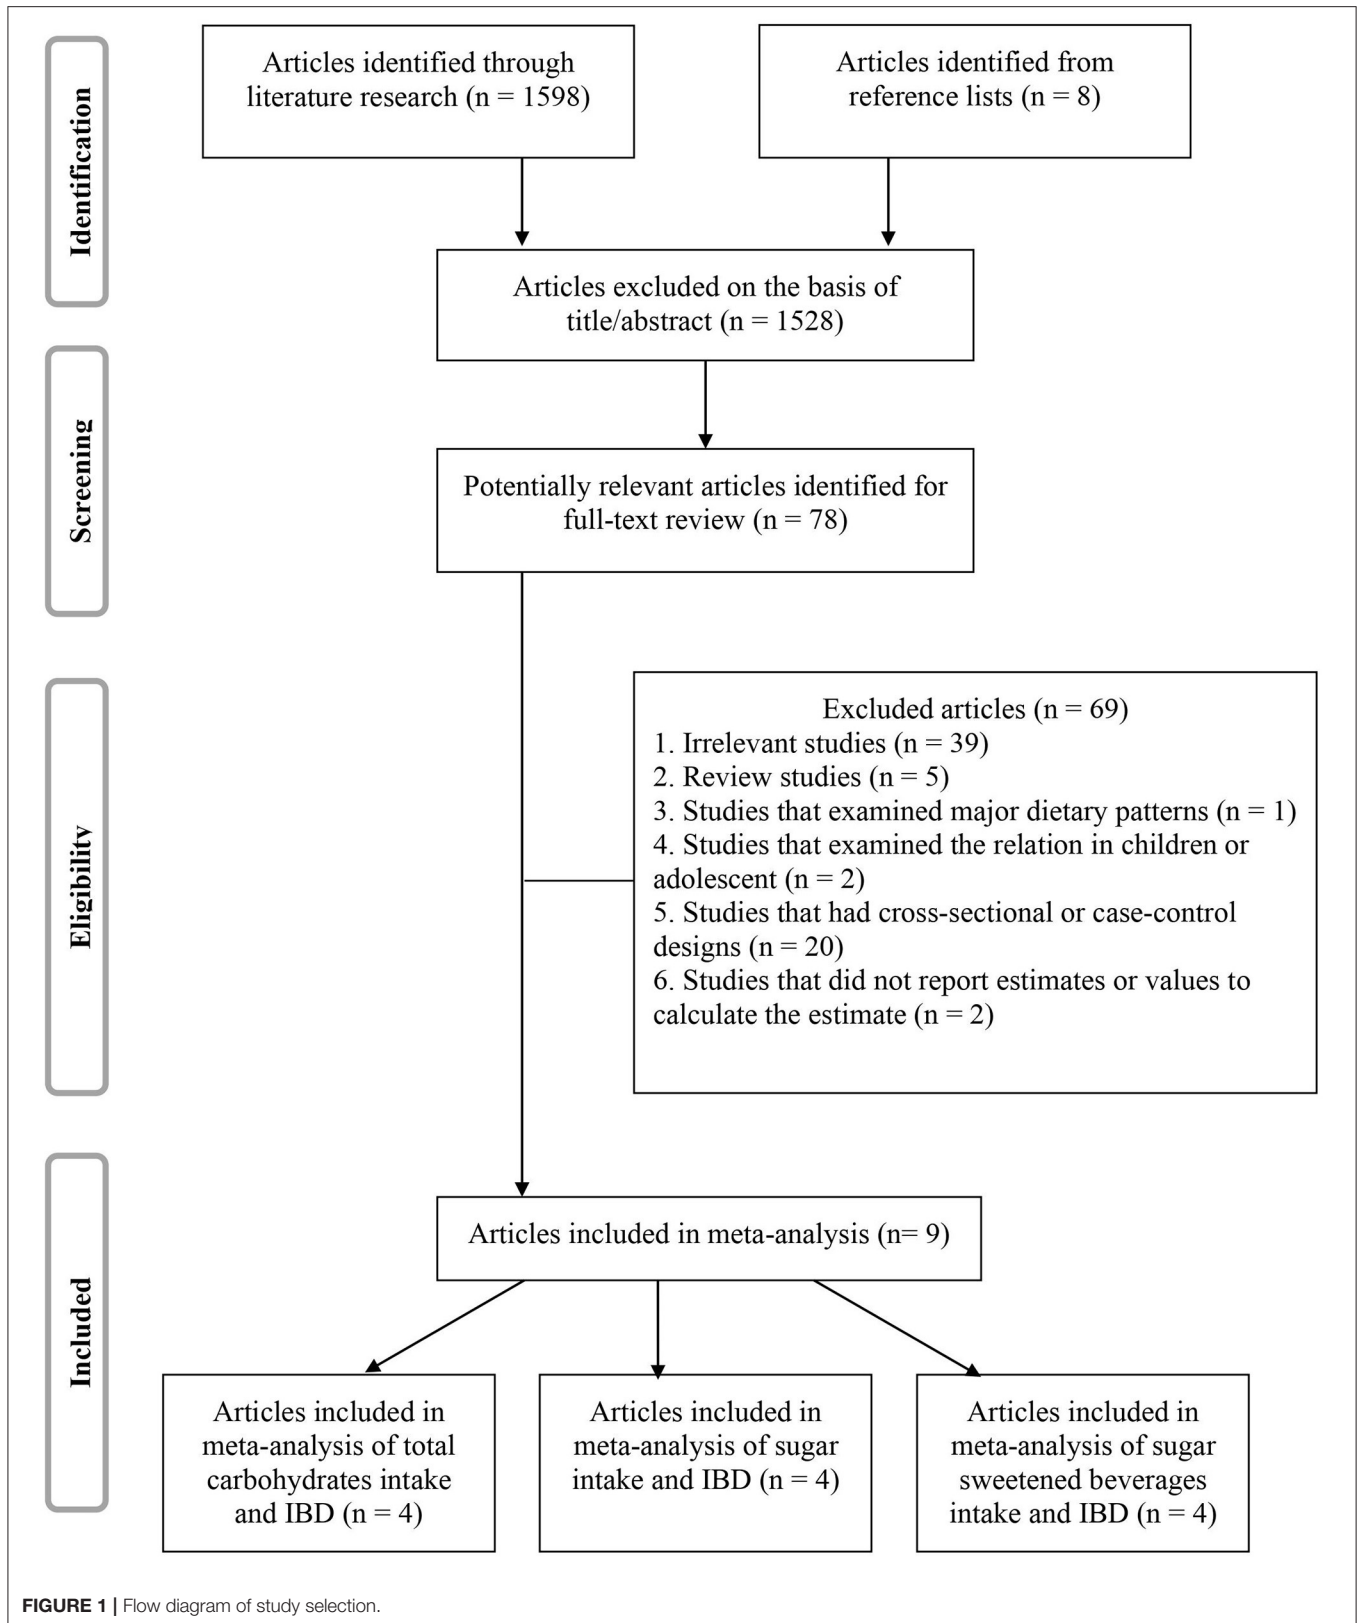 Identification
Articles identified through
literature research (n = 1598)
Articles identified from
reference lists (n = 8)
Articles excluded on the basis of
title/abstract (n = 1528)
Screening
Potentially relevant articles identified for
full-text review (n = 78)
Eligibility
Excluded articles (n = 69)
1. Irrelevant studies (n = 39)
2. Review studies (n = 5)
3. Studies that examined major dietary patterns (n = 1)
4. Studies that examined the relation in children or
adolescent (n = 2)
5. Studies that had cross-sectional or case-control
designs (n = 20)
6. Studies that did not report estimates or values to
calculate the estimate (n = 2)
Included
Articles included in meta-analysis (n= 9)
Articles included in
meta-analysis of total
carbohydrates intake
and IBD (n = 4)
Articles included in
meta-analysis of sugar
intake and IBD (n = 4)
Articles included in
meta-analysis of sugar
sweetened beverages
intake and IBD (n = 4)
FIGURE 1 | Flow diagram of study selection.